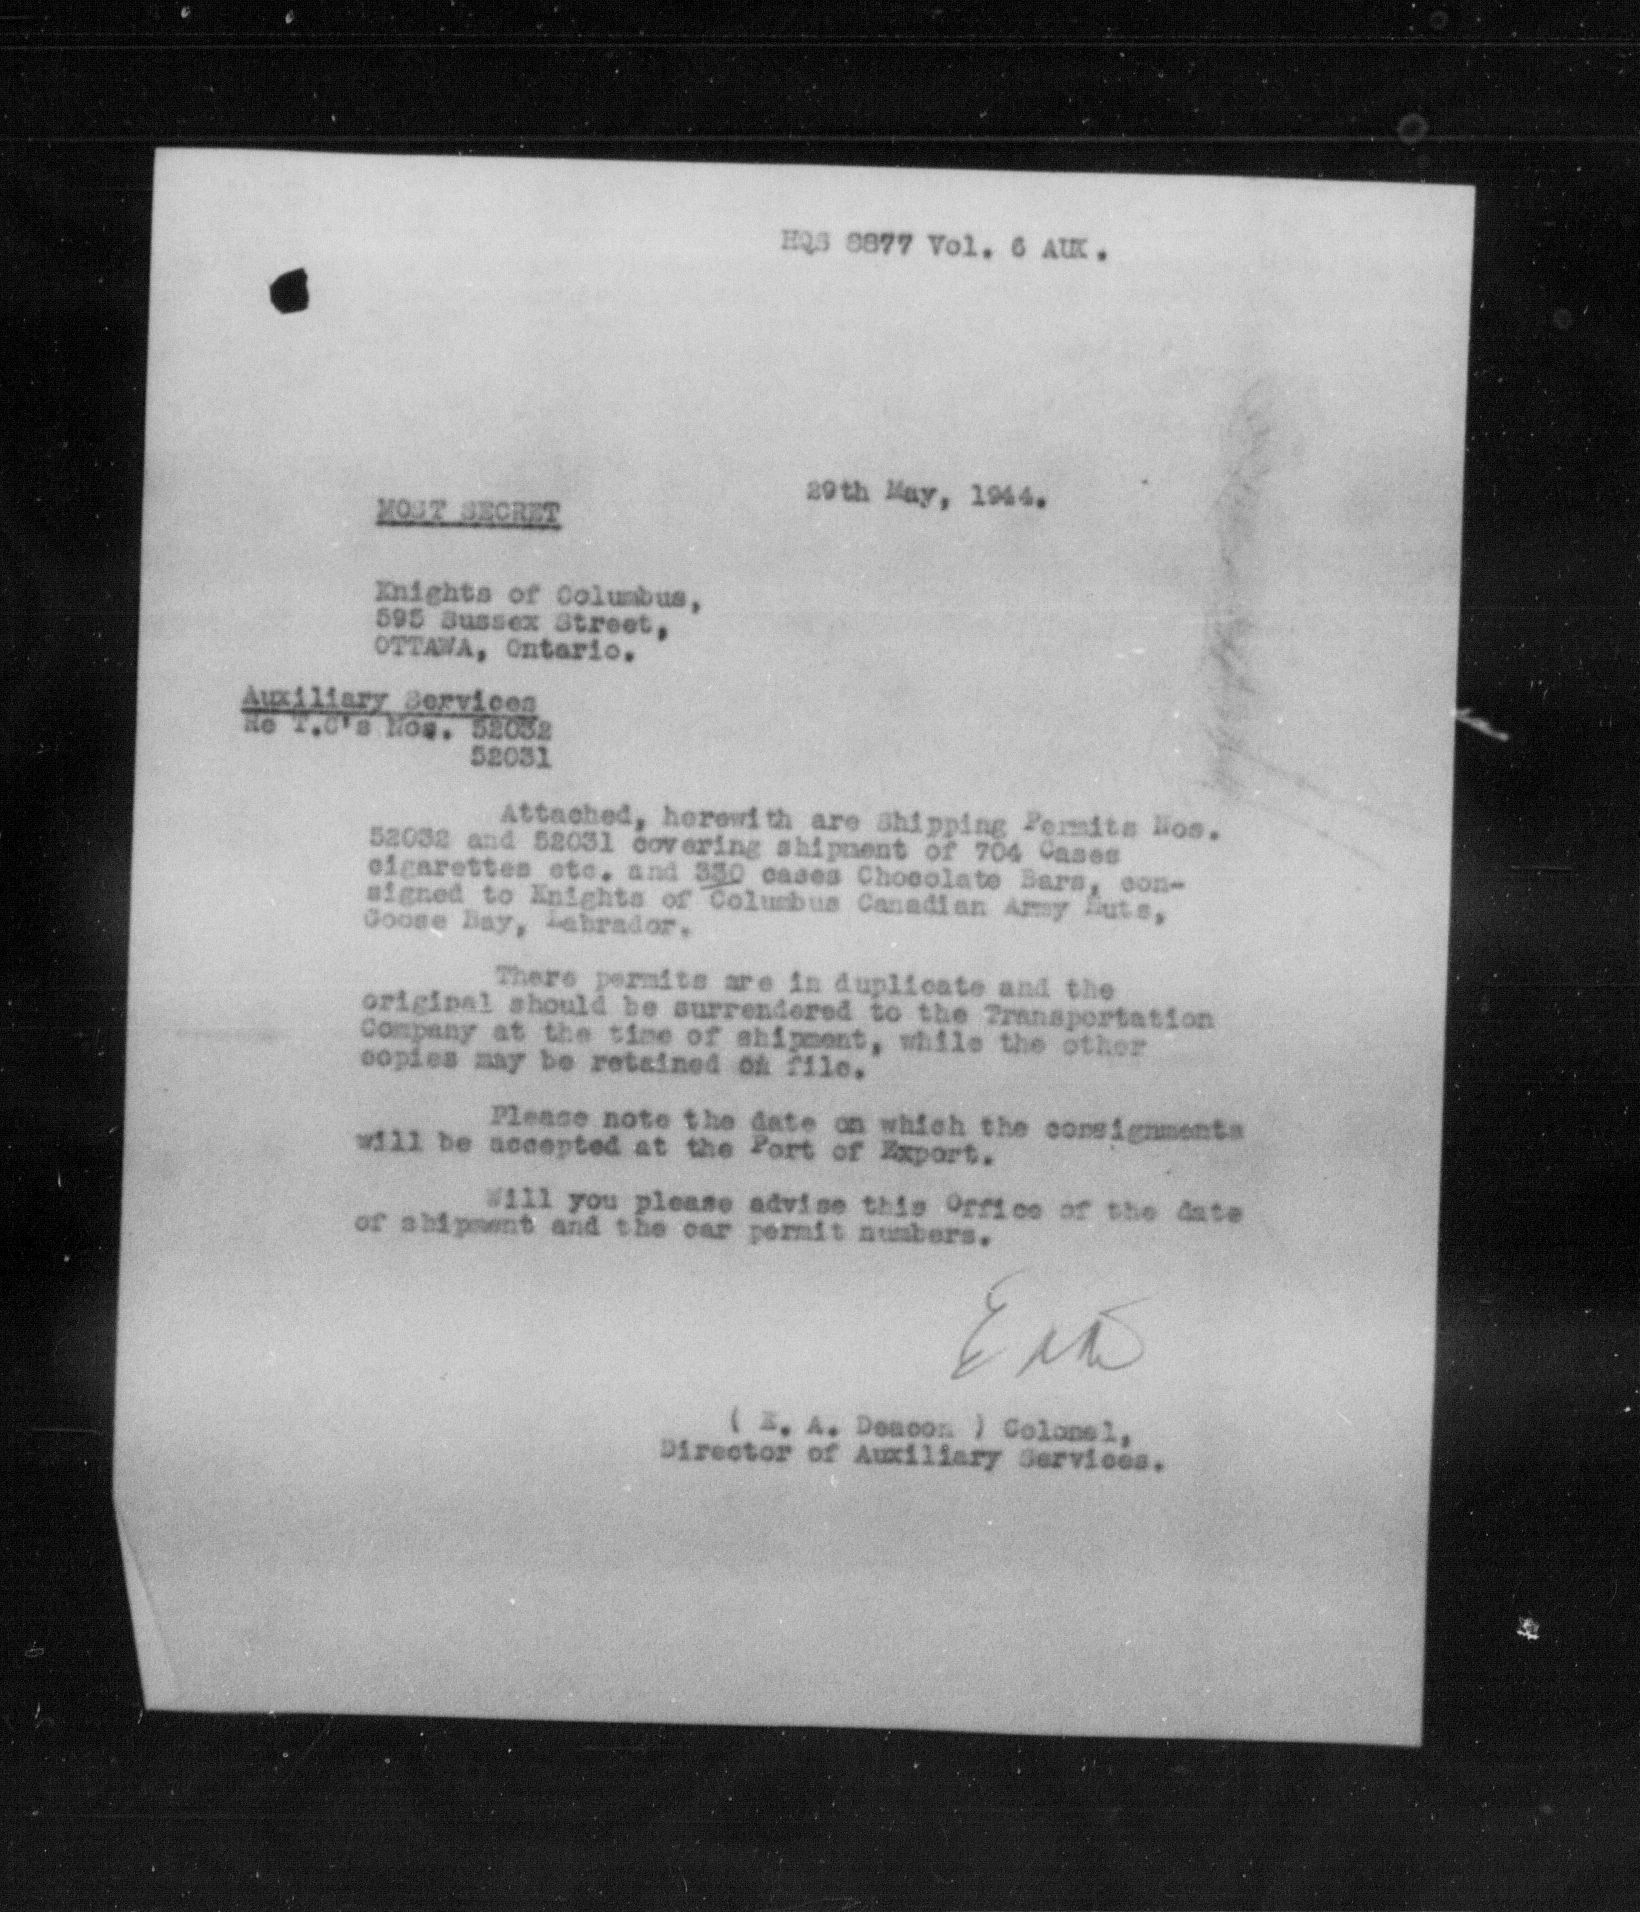 HQS 8877 Vol. 6 AUX.
29th May, 1944.
MOST SECRET
Knights of Columbus,
595 Sussex Street,
OTTAWA, Ontario.
Auxiliary Services
Re T.C's Nos. 52032
52031
Attached, herewith are Shipping Permits Nos.
52032 and 52031 covering shipment of 704 Cases
cigarettes etc. and 330 cases Chocolate Bars, con-
signed to Knights of Columbus Canadian Army Huts,
Goose Bay, Labrador.
There permits are in duplicate and the
original should be surrendered to the Transportation
Company at the time of shipment, while the other
copies may be retained on file.
Please note the date on which the consignments
will be accepted at the Port of Export.
Will you please advise this Office of the date
of shipment and the car permit numbers.
( E. A. Deacon ) Colonel,
Director of Auxiliary Services.